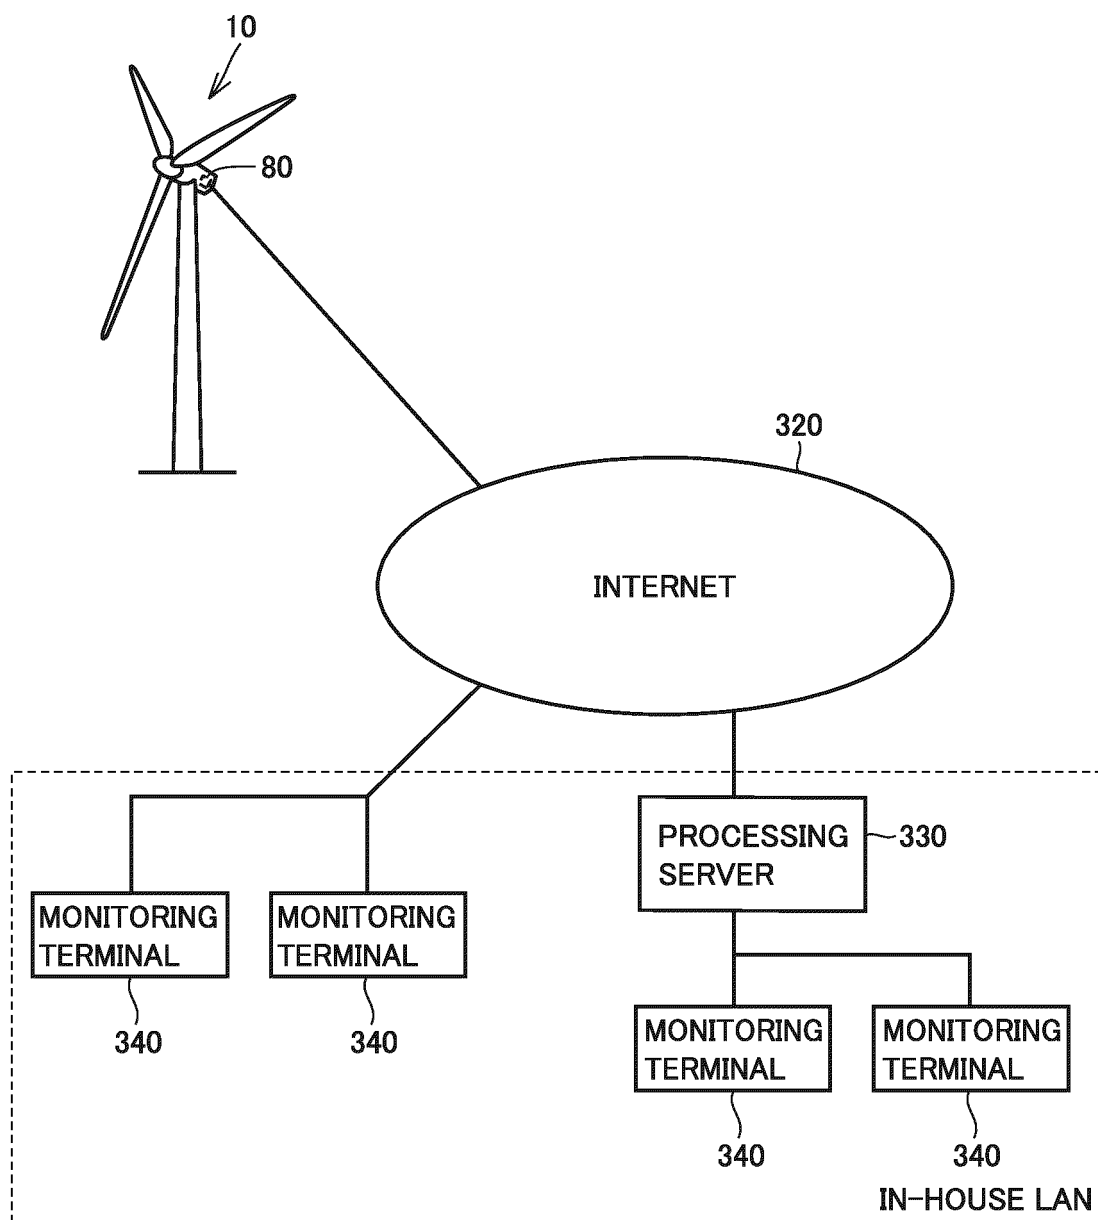 10
80
320
INTERNET
PROCESSING
SERVER
330
MONITORING
TERMINAL
340
MONITORING
TERMINAL
340
MONITORING
TERMINAL
340
MONITORING
TERMINAL
340
IN-HOUSE LAN